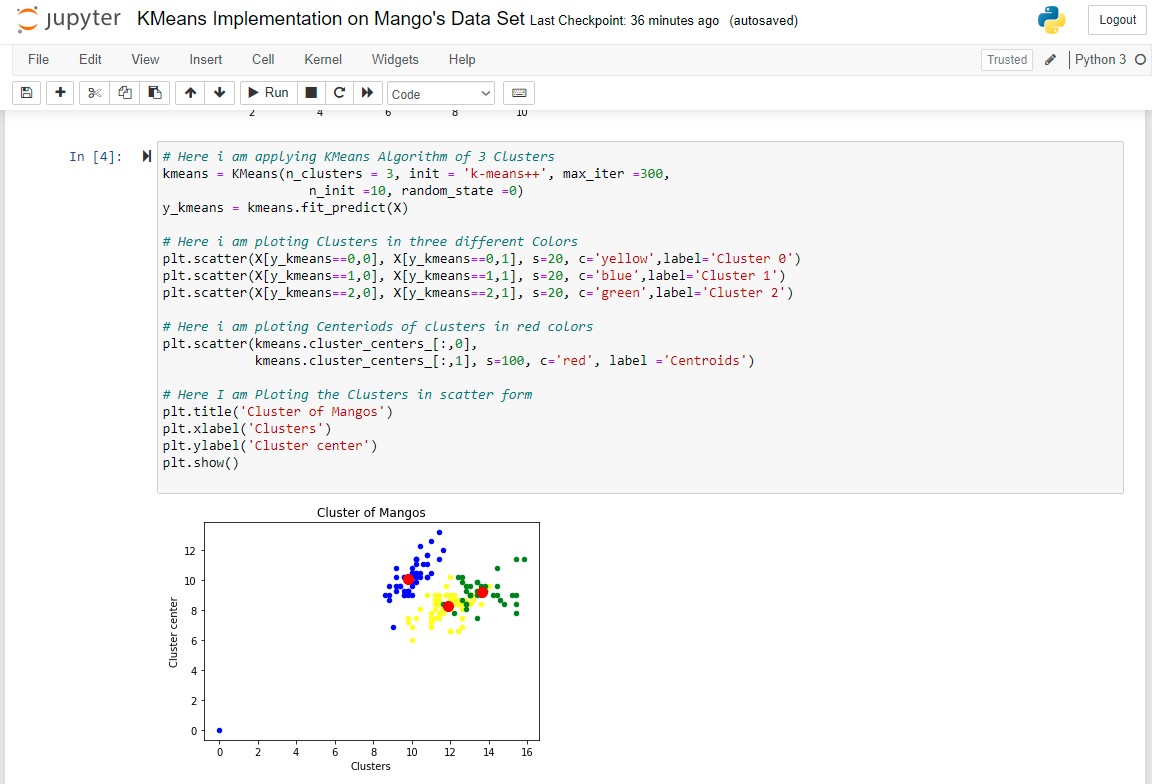 jupyter KMeans Implementation on Mango's Data Set Last Checkpoint: 36 minutes ago (autosaved)
Logout
File Edit View Insert Cell Kernel Widgets Help
Trusted Python 3
Run Code
2 4 6 8 10
In [4]:
# Here i am applying KMeans Algorithm of 3 Clusters
kmeans = KMeans(n_clusters = 3, init = 'k-means++', max_iter =300,
n_init =10, random_state =0)
y_kmeans = kmeans.fit_predict(X)
# Here i am ploting Clusters in three different Colors
plt.scatter(X[y_kmeans==0,0], X[y_kmeans==0,1], s=20, c='yellow',label='Cluster 0')
plt.scatter(X[y_kmeans==1,0], X[y_kmeans==1,1], s=20, c='blue',label='Cluster 1')
plt.scatter(X[y_kmeans==2,0], X[y_kmeans==2,1], s=20, c='green',label='Cluster 2')
# Here i am ploting Centeriods of clusters in red colors
plt.scatter(kmeans.cluster_centers_[:,0],
kmeans.cluster_centers_[:,1], s=100, c='red', label ='Centroids')
# Here I am Ploting the Clusters in scatter form
plt.title('Cluster of Mangos')
plt.xlabel('Clusters')
plt.ylabel('Cluster center')
plt.show()
Cluster of Mangos
Cluster center
12
10
8
6
4
2
0
0 2 4 6 8 10 12 14 16
Clusters